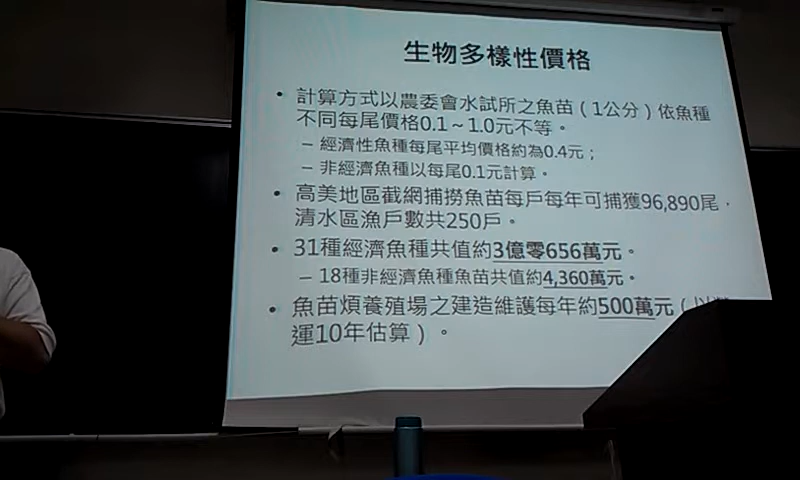 生物多樣性價格
• 計算方式以農委會水試所之魚苗（1公分）依魚種
不同每尾價格0.1～1.0元不等。
– 經濟性魚種每尾平均價格約為0.4元；
– 非經濟魚種以每尾0.1元計算。
• 高美地區截網捕撈魚苗每戶每年可捕獲96,890尾，
清水區漁戶數共250戶。
• 31種經濟魚種共值約3億零656萬元。
– 18種非經濟魚種魚苗共值約4,360萬元。
• 魚苗煩養殖場之建造維護每年約500萬元（以
運10年估算）。